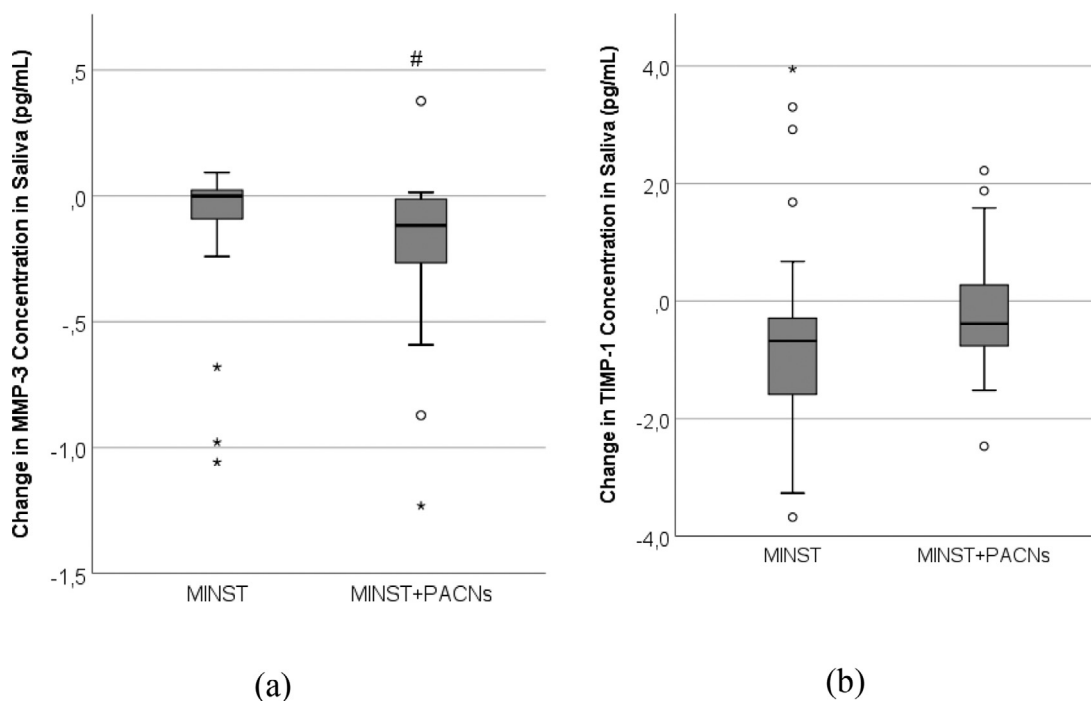 Change in MMP-3 Concentration in Saliva (pg/mL)
,5
,0
-,5
-1,0
-1,5
#
*
*
*
*
MINST
MINST+PACNs
(a)
Change in TIMP-1 Concentration in Saliva (pg/mL)
4,0
2,0
,0
-2,0
-4,0
*
MINST
MINST+PACNs
(b)